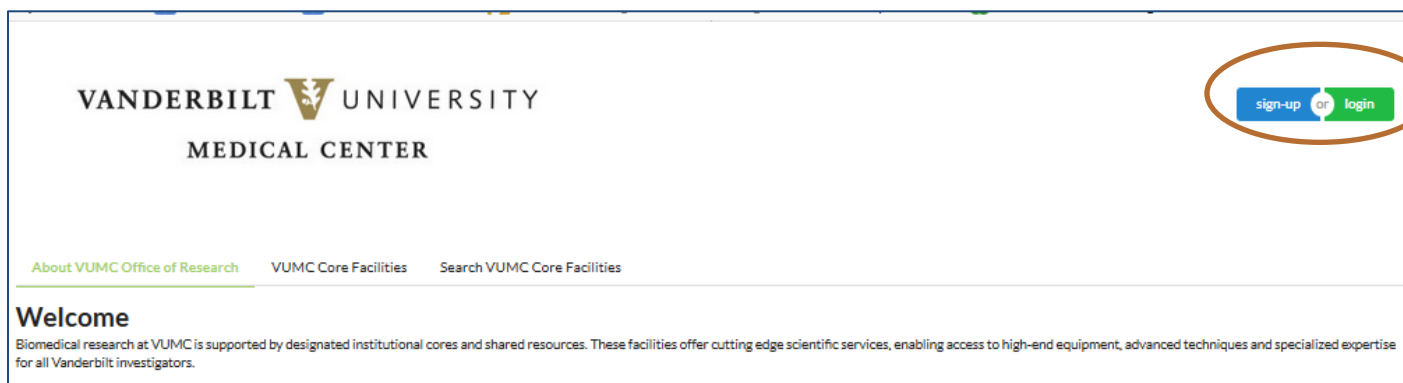 VANDERBILT UNIVERSITY
MEDICAL CENTER
sign-up or login
About VUMC Office of Research VUMC Core Facilities Search VUMC Core Facilities
Welcome
Biomedical research at VUMC is supported by designated institutional cores and shared resources. These facilities offer cutting edge scientific services, enabling access to high-end equipment, advanced techniques and specialized expertise
for all Vanderbilt investigators.